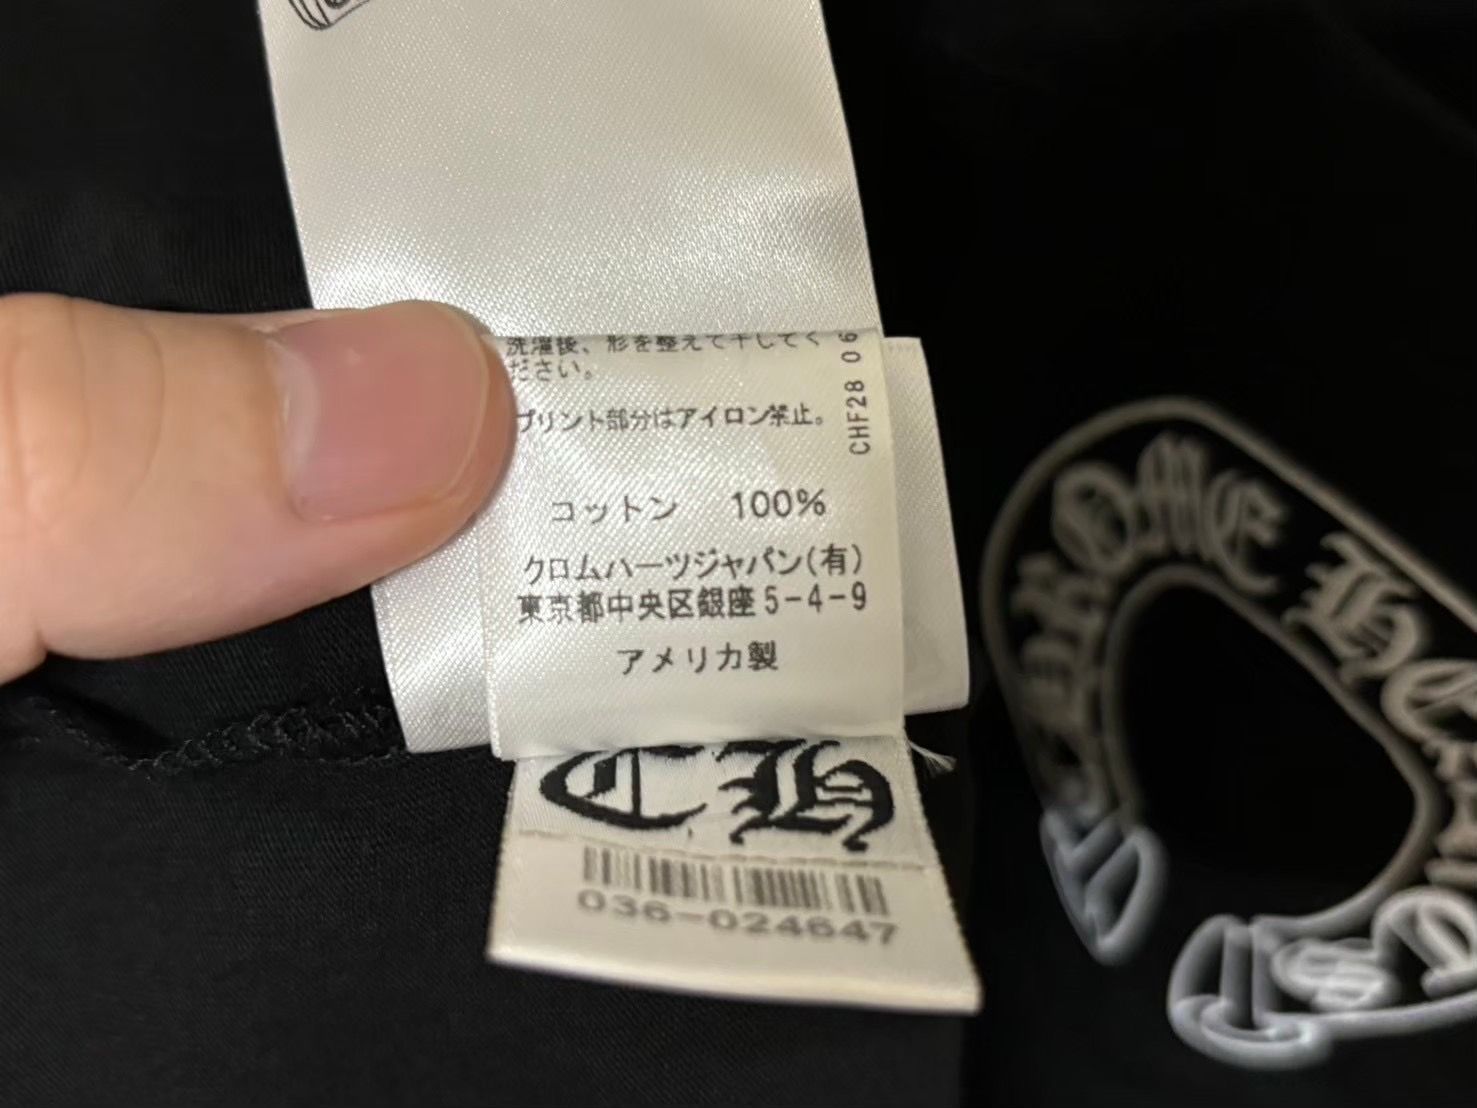 洗濯後、形を整えて干してく
ださい。
プリント部分はアイロン禁止。
CHF28 06
コットン 100%
クロムハーツジャパン(有)
東京都中央区銀座5-4-9
アメリカ製
CH
036-024647
CHROME HEARTS